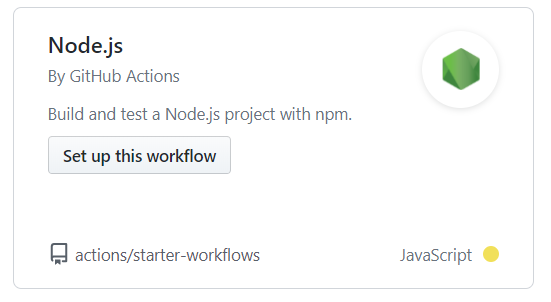 Node.js
By GitHub Actions
Build and test a Node.js project with npm.
Set up this workflow
actions/starter-workflows
JavaScript